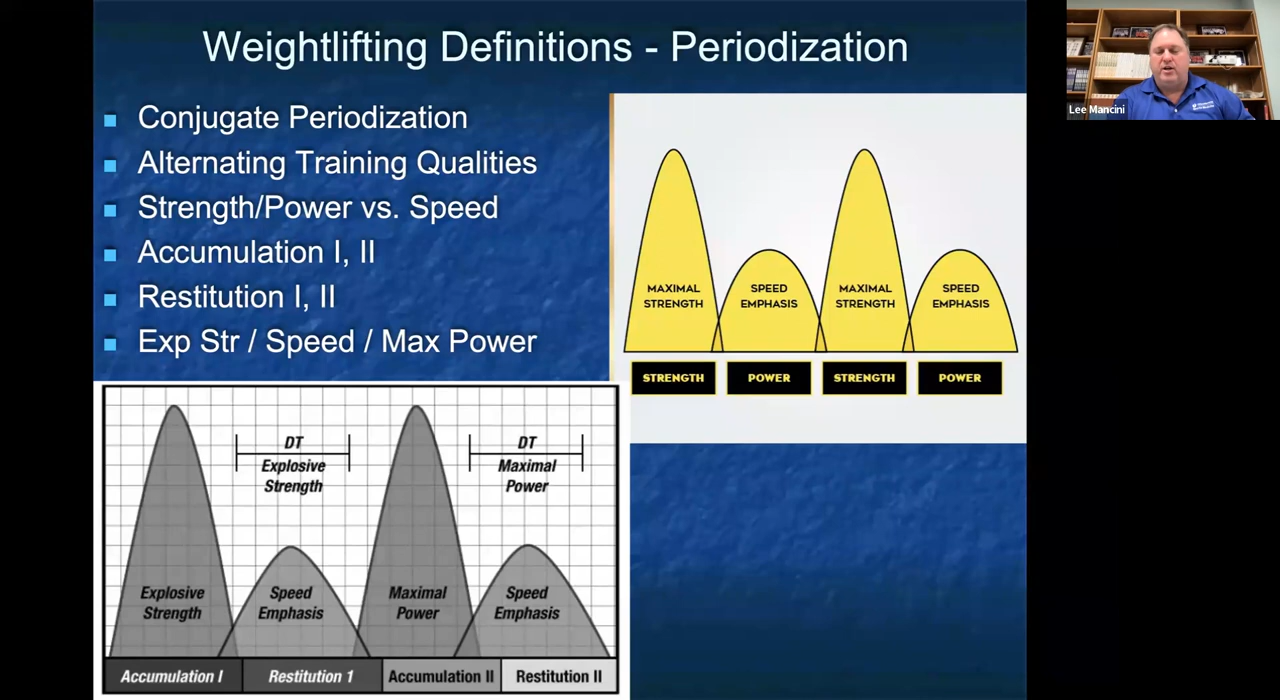 Weightlifting Definitions - Periodization
Conjugate Periodization
Alternating Training Qualities
Strength/Power vs. Speed
Accumulation I, II
Restitution I, II
Exp Str / Speed / Max Power
MAXIMAL STRENGTH
SPEED EMPHASIS
MAXIMAL STRENGTH
SPEED EMPHASIS
STRENGTH POWER STRENGTH POWER
DT
Explosive
Strength
DT
Maximal
Power
Explosive
Strength
Speed
Emphasis
Maximal
Power
Speed
Emphasis
Accumulation I Restitution 1 Accumulation II Restitution II
Lee Mancini